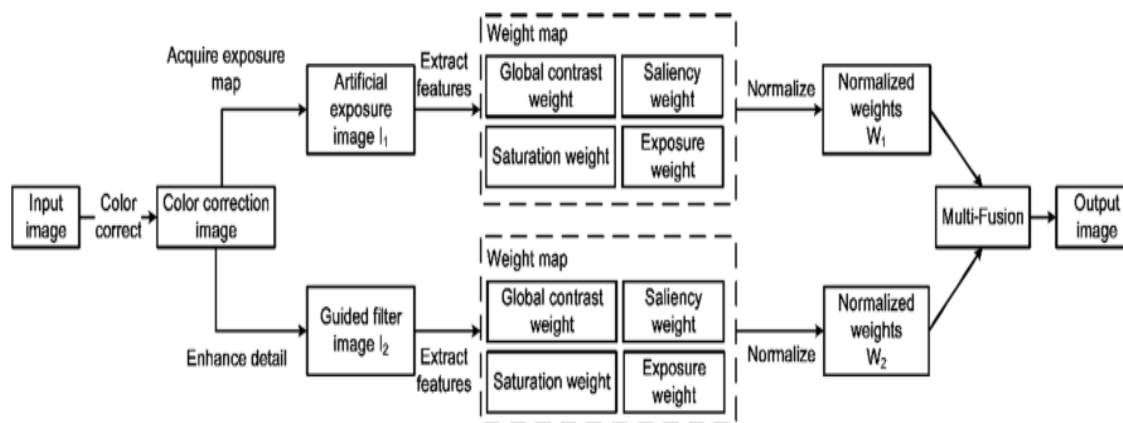 Acquire exposure
map
Artificial
exposure
image I₁
Extract
features
Weight map
Global contrast
weight
Saliency
weight
Saturation weight
Exposure
weight
Normalize
Normalized
weights
W₁
Input
image
Color
correct
Color correction
image
Multi-Fusion
Output
image
Enhance detail
Guided filter
image I₂
Extract
features
Weight map
Global contrast
weight
Saliency
weight
Saturation weight
Exposure
weight
Normalize
Normalized
weights
W₂